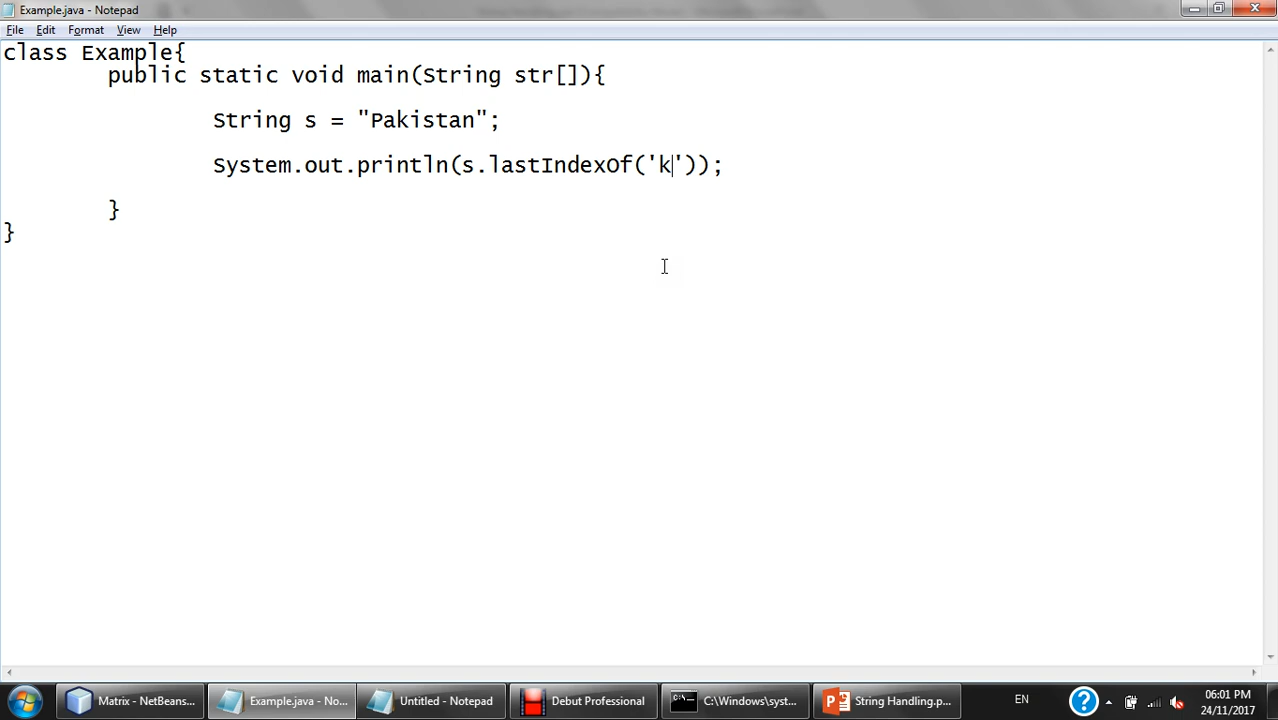 Example.java - Notepad
File Edit Format View Help
class Example{
public static void main(String str[]){
String s = "Pakistan";
System.out.println(s.lastIndexOf('k'));
}
}
Matrix - NetBeans... Example.java - No... Untitled - Notepad Debut Professional C:\Windows\syst... String Handling.p... EN ? 06:01 PM
24/11/2017